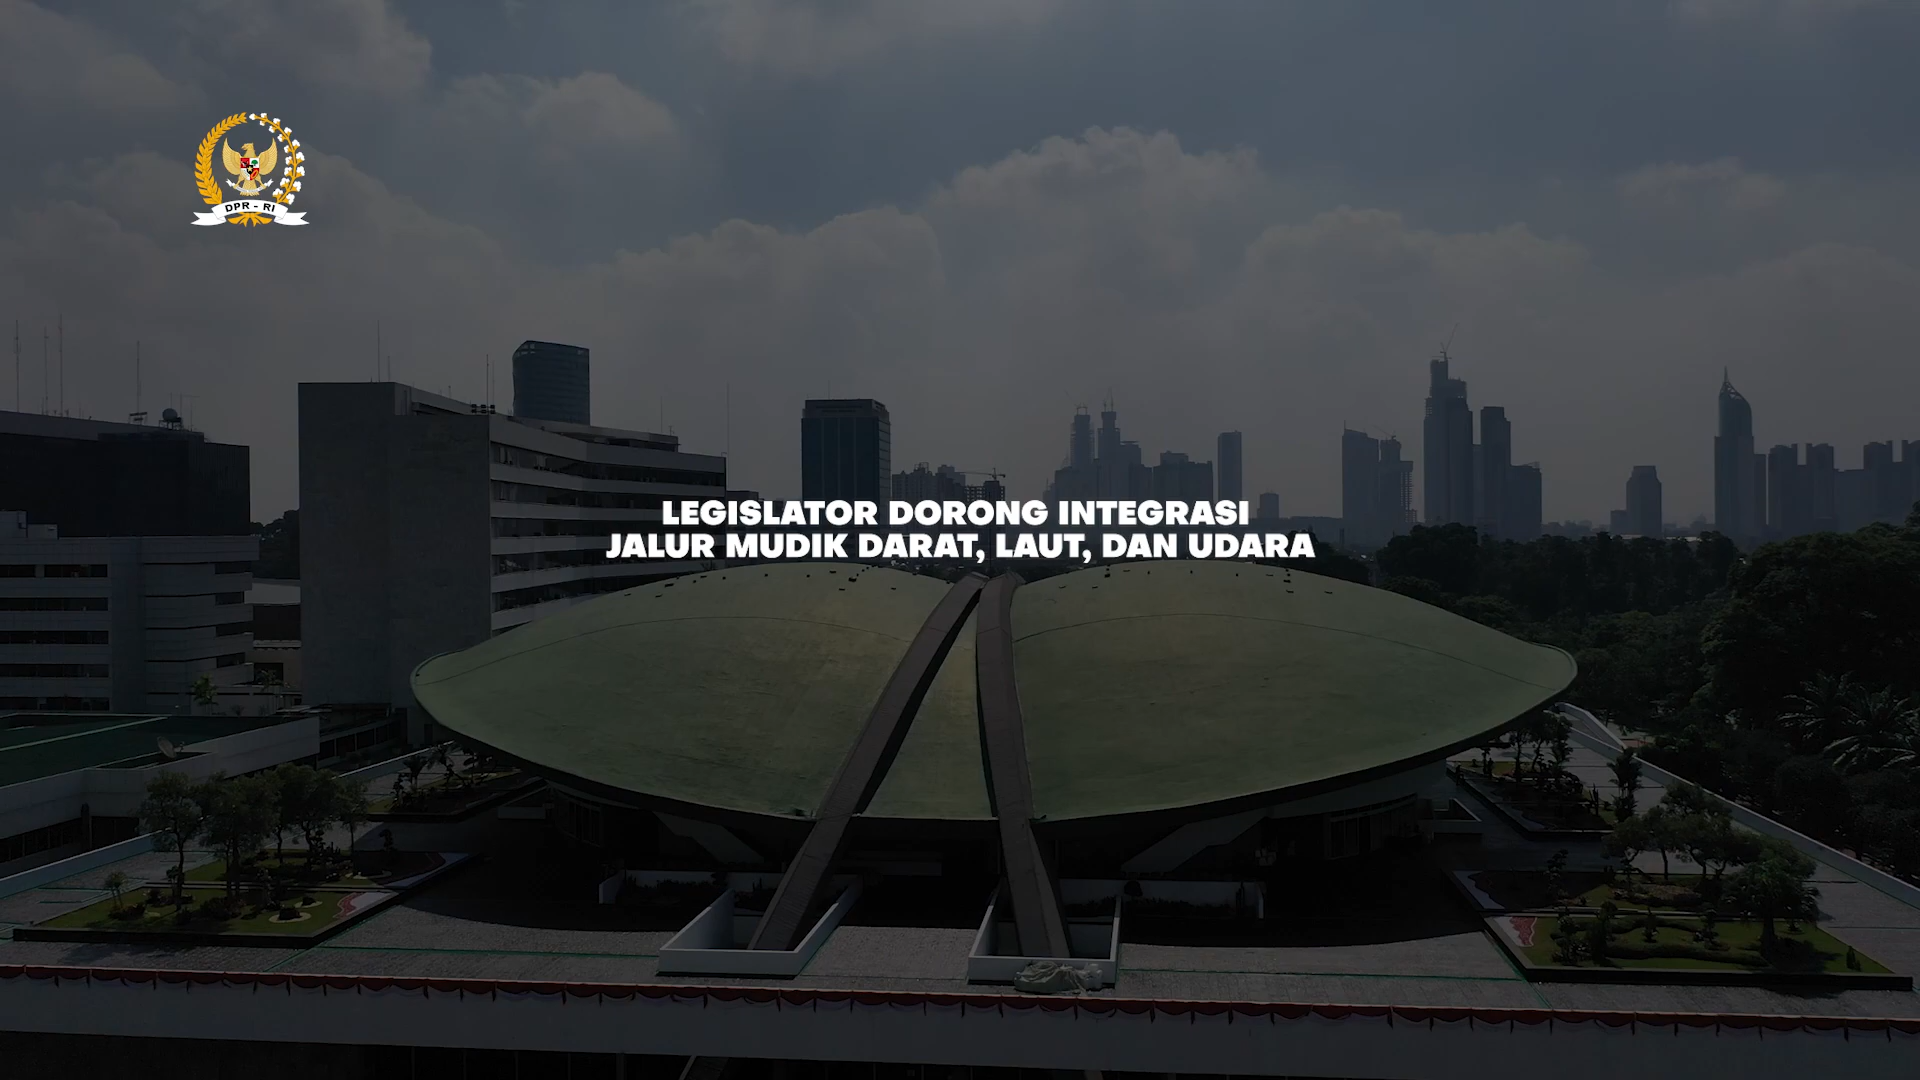 DPR - RI
LEGISLATOR DORONG INTEGRASI
JALUR MUDIK DARAT, LAUT, DAN UDARA